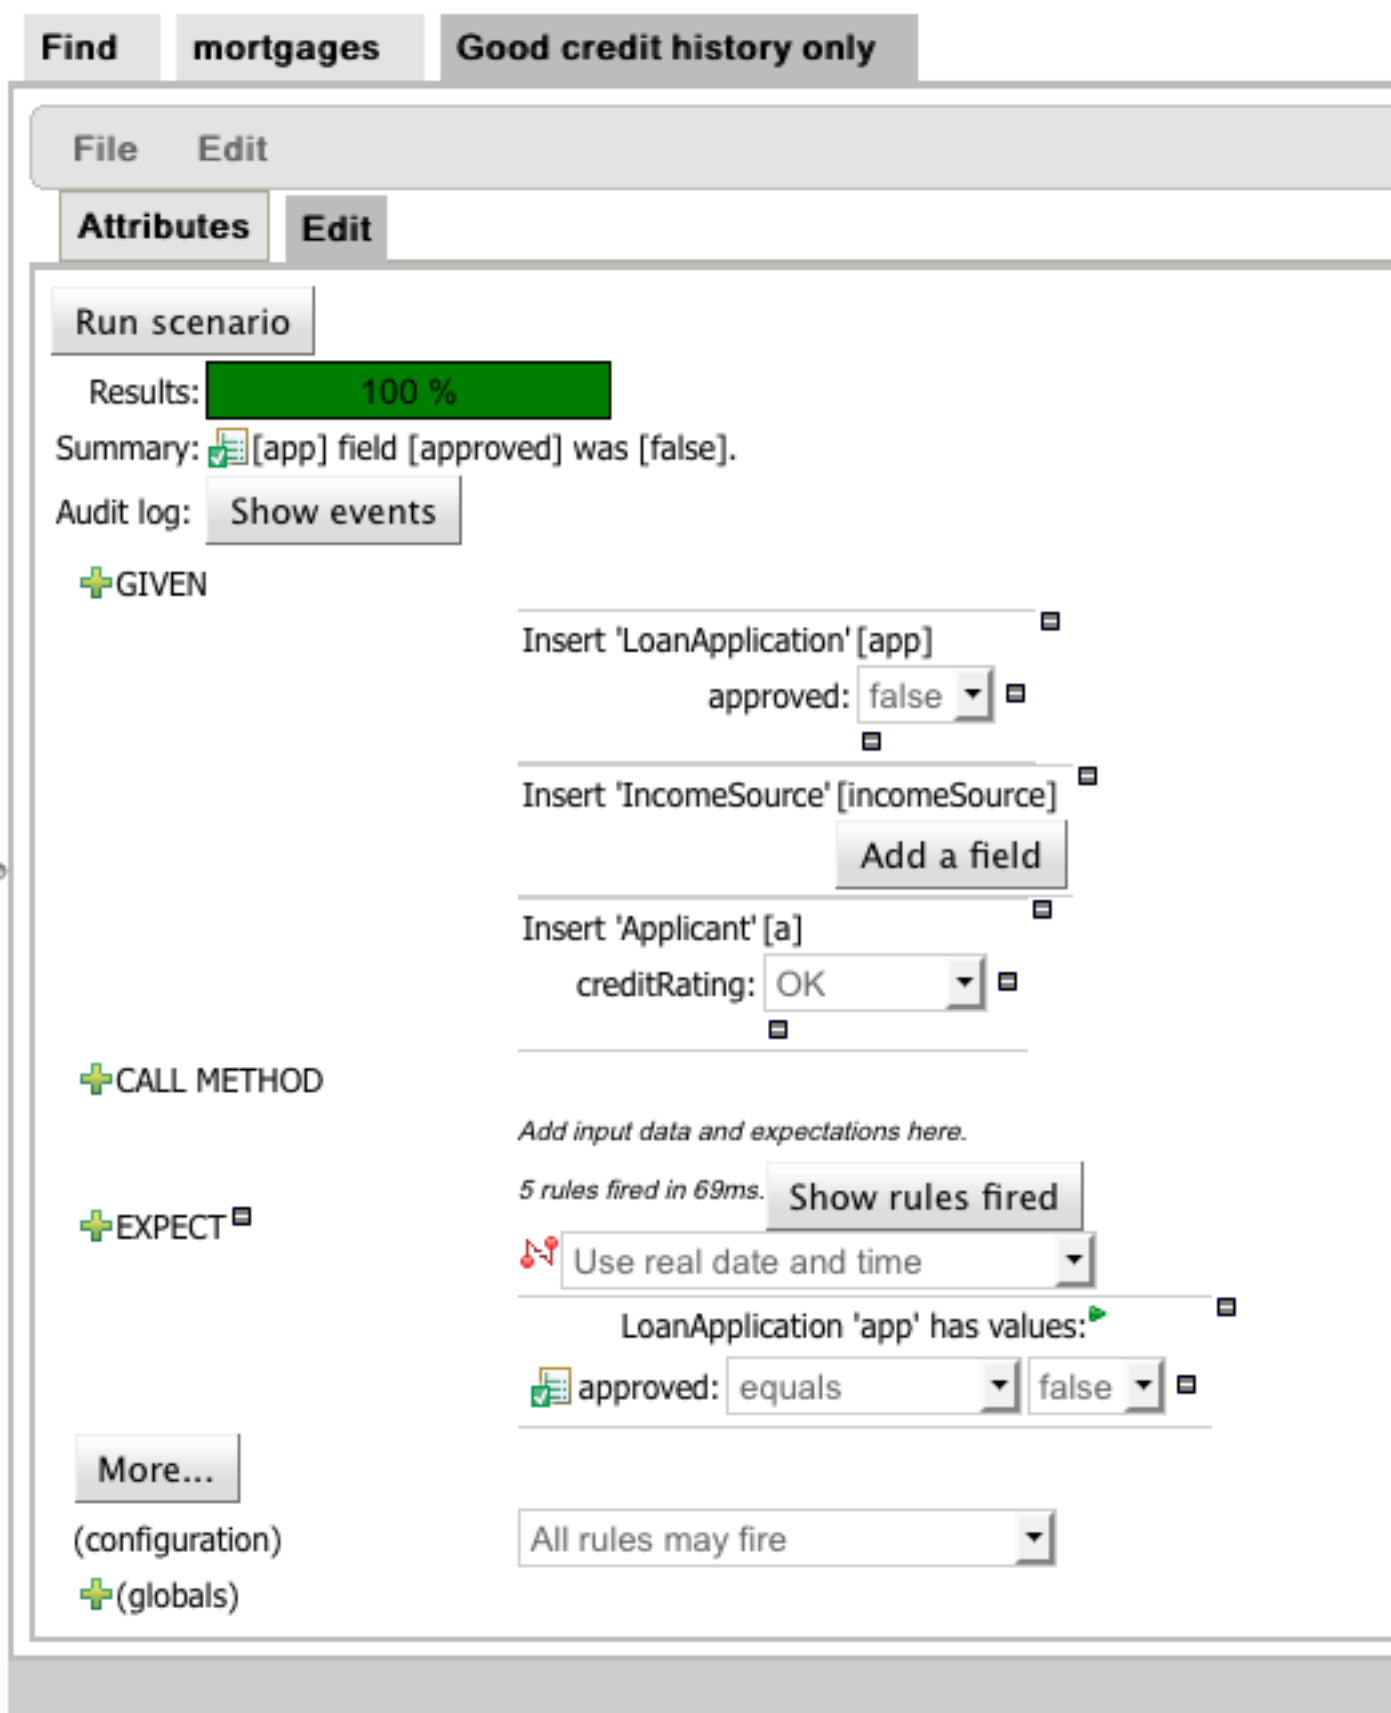 Find mortgages Good credit history only
File Edit
Attributes Edit
Run scenario
Results: 100 %
Summary: [app] field [approved] was [false].
Audit log: Show events
GIVEN
Insert 'LoanApplication' [app]
approved: false
Insert 'IncomeSource' [incomeSource]
Add a field
Insert 'Applicant' [a]
creditRating: OK
CALL METHOD
Add input data and expectations here.
5 rules fired in 69ms. Show rules fired
EXPECT
Use real date and time
LoanApplication 'app' has values:
approved: equals false
More...
(configuration) All rules may fire
(globals)